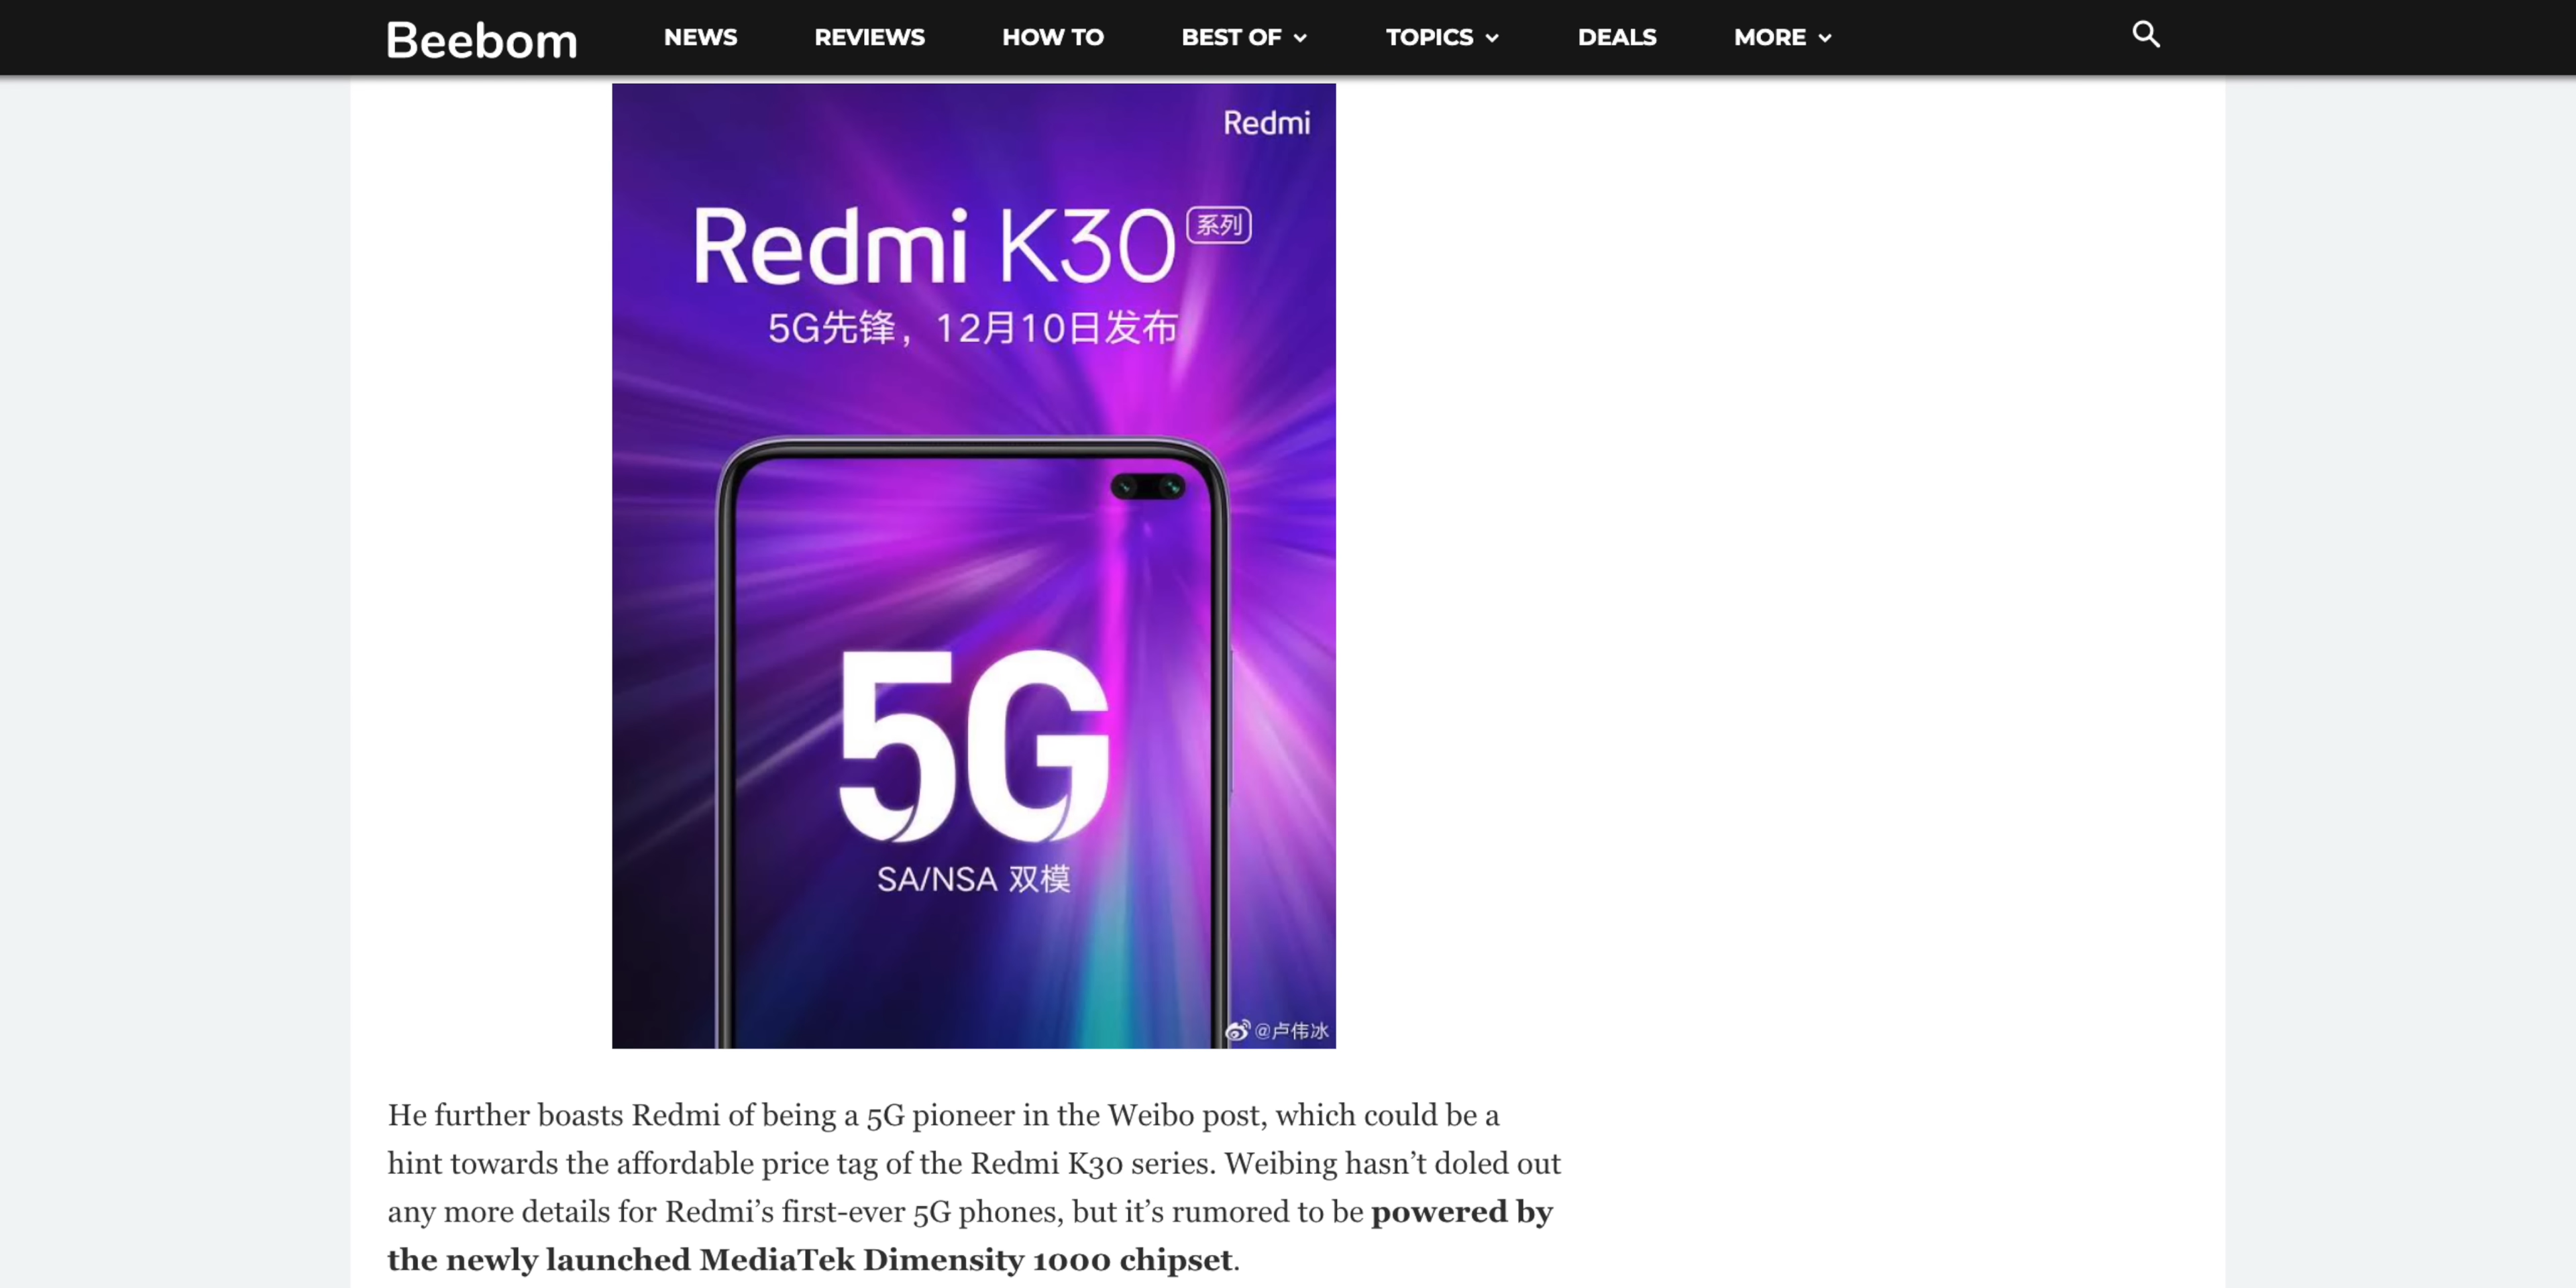 Beebom NEWS REVIEWS HOW TO BEST OF TOPICS DEALS MORE
Redmi
Redmi K30 系列
5G先锋，12月10日发布
5G
SA/NSA 双模
@卢伟冰
He further boasts Redmi of being a 5G pioneer in the Weibo post, which could be a
hint towards the affordable price tag of the Redmi K30 series. Weibing hasn’t doled out
any more details for Redmi’s first-ever 5G phones, but it’s rumored to be powered by
the newly launched MediaTek Dimensity 1000 chipset.